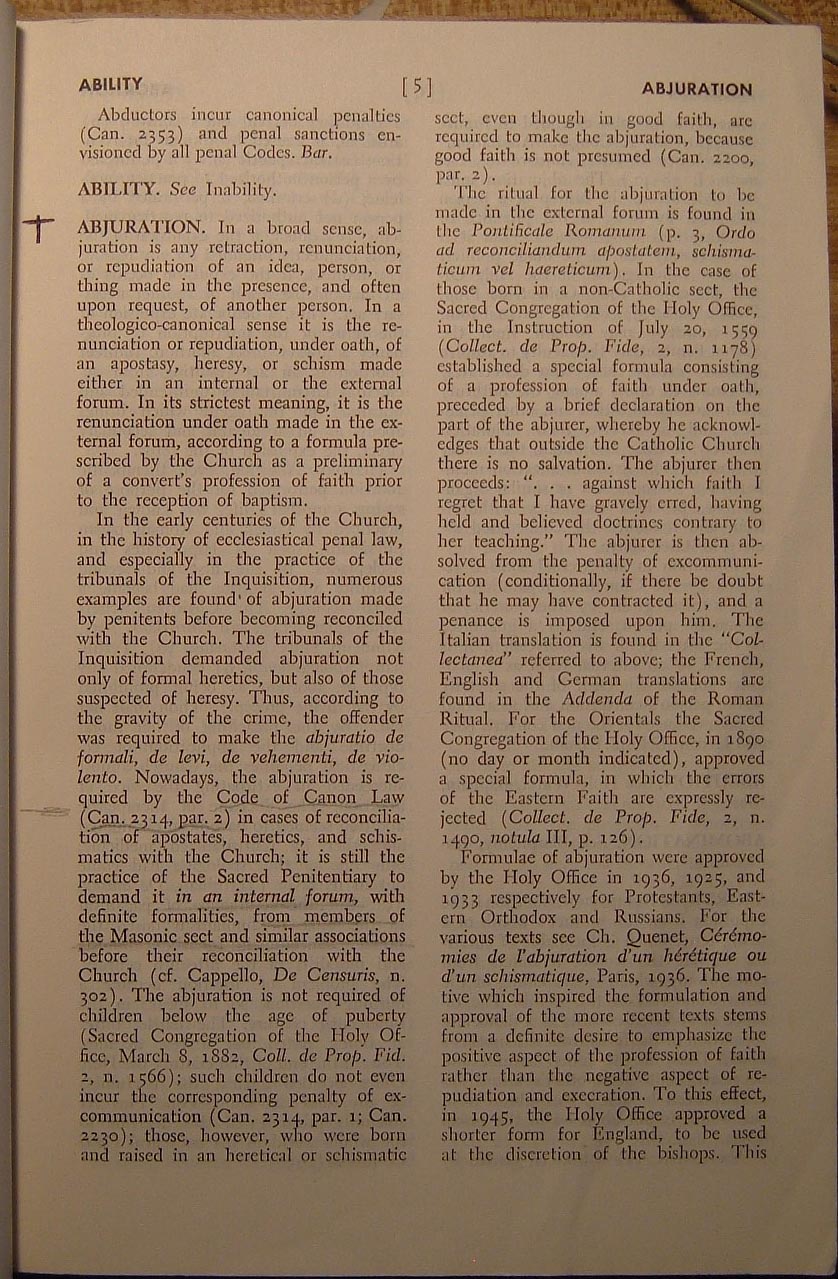 ABILITY
[ 5 ]
ABJURATION
Abductors incur canonical penalties
(Can. 2353) and penal sanctions en-
visioned by all penal Codes. Bar.
ABILITY. See Inability.
ABJURATION. In a broad sense, ab-
juration is any retraction, renunciation,
or repudiation of an idea, person, or
thing made in the presence, and often
upon request, of another person. In a
theologico-canonical sense it is the re-
nunciation or repudiation, under oath, of
an apostasy, heresy, or schism made
either in an internal or the external
forum. In its strictest meaning, it is the
renunciation under oath made in the ex-
ternal forum, according to a formula pre-
scribed by the Church as a preliminary
of a convert's profession of faith prior
to the reception of baptism.
In the early centuries of the Church,
in the history of ecclesiastical penal law,
and especially in the practice of the
tribunals of the Inquisition, numerous
examples are found of abjuration made
by penitents before becoming reconciled
with the Church. The tribunals of the
Inquisition demanded abjuration not
only of formal heretics, but also of those
suspected of heresy. Thus, according to
the gravity of the crime, the offender
was required to make the abjuratio de
formali, de levi, de vehementi, de vio-
lento. Nowadays, the abjuration is re-
quired by the Code of Canon Law
(Can. 2314, par. 2) in cases of reconcilia-
tion of apostates, heretics, and schis-
matics with the Church; it is still the
practice of the Sacred Penitentiary to
demand it in an internal forum, with
definite formalities, from members of
the Masonic sect and similar associations
before their reconciliation with the
Church (cf. Cappello, De Censuris, n.
302). The abjuration is not required of
children below the age of puberty
(Sacred Congregation of the Holy Of-
fice, March 8, 1882, Coll. de Prop. Fid.
2, n. 1566); such children do not even
incur the corresponding penalty of ex-
communication (Can. 2314, par. 1; Can.
2230); those, however, who were born
and raised in an heretical or schismatic
sect, even though in good faith, are
required to make the abjuration, because
good faith is not presumed (Can. 2200,
par. 2).
The ritual for the abjuration to be
made in the external forum is found in
the Pontificale Romanum (p. 3, Ordo
ad reconciliandum apostatem, schisma-
ticum vel haereticum). In the case of
those born in a non-Catholic sect, the
Sacred Congregation of the Holy Office,
in the Instruction of July 20, 1559
(Collect. de Prop. Fide, 2, n. 1178)
established a special formula consisting
of a profession of faith under oath,
preceded by a brief declaration on the
part of the abjurer, whereby he acknowl-
edges that outside the Catholic Church
there is no salvation. The abjurer then
proceeds: ". . . against which faith I
regret that I have gravely erred, having
held and believed doctrines contrary to
her teaching." The abjurer is then ab-
solved from the penalty of excommuni-
cation (conditionally, if there be doubt
that he may have contracted it), and a
penance is imposed upon him. The
Italian translation is found in the "Col-
lectanea" referred to above; the French,
English and German translations are
found in the Addenda of the Roman
Ritual. For the Orientals the Sacred
Congregation of the Holy Office, in 1890
(no day or month indicated), approved
a special formula, in which the errors
of the Eastern Faith are expressly re-
jected (Collect. de Prop. Fide, 2, n.
1490, notula III, p. 126).
Formulae of abjuration were approved
by the Holy Office in 1936, 1925, and
1933 respectively for Protestants, East-
ern Orthodox and Russians. For the
various texts see Ch. Quenet, Cérémo-
mies de l'abjuration d'un hérétique ou
d'un schismatique, Paris, 1936. The mo-
tive which inspired the formulation and
approval of the more recent texts stems
from a definite desire to emphasize the
positive aspect of the profession of faith
rather than the negative aspect of re-
pudiation and execration. To this effect,
in 1945, the Holy Office approved a
shorter form for England, to be used
at the discretion of the bishops. This